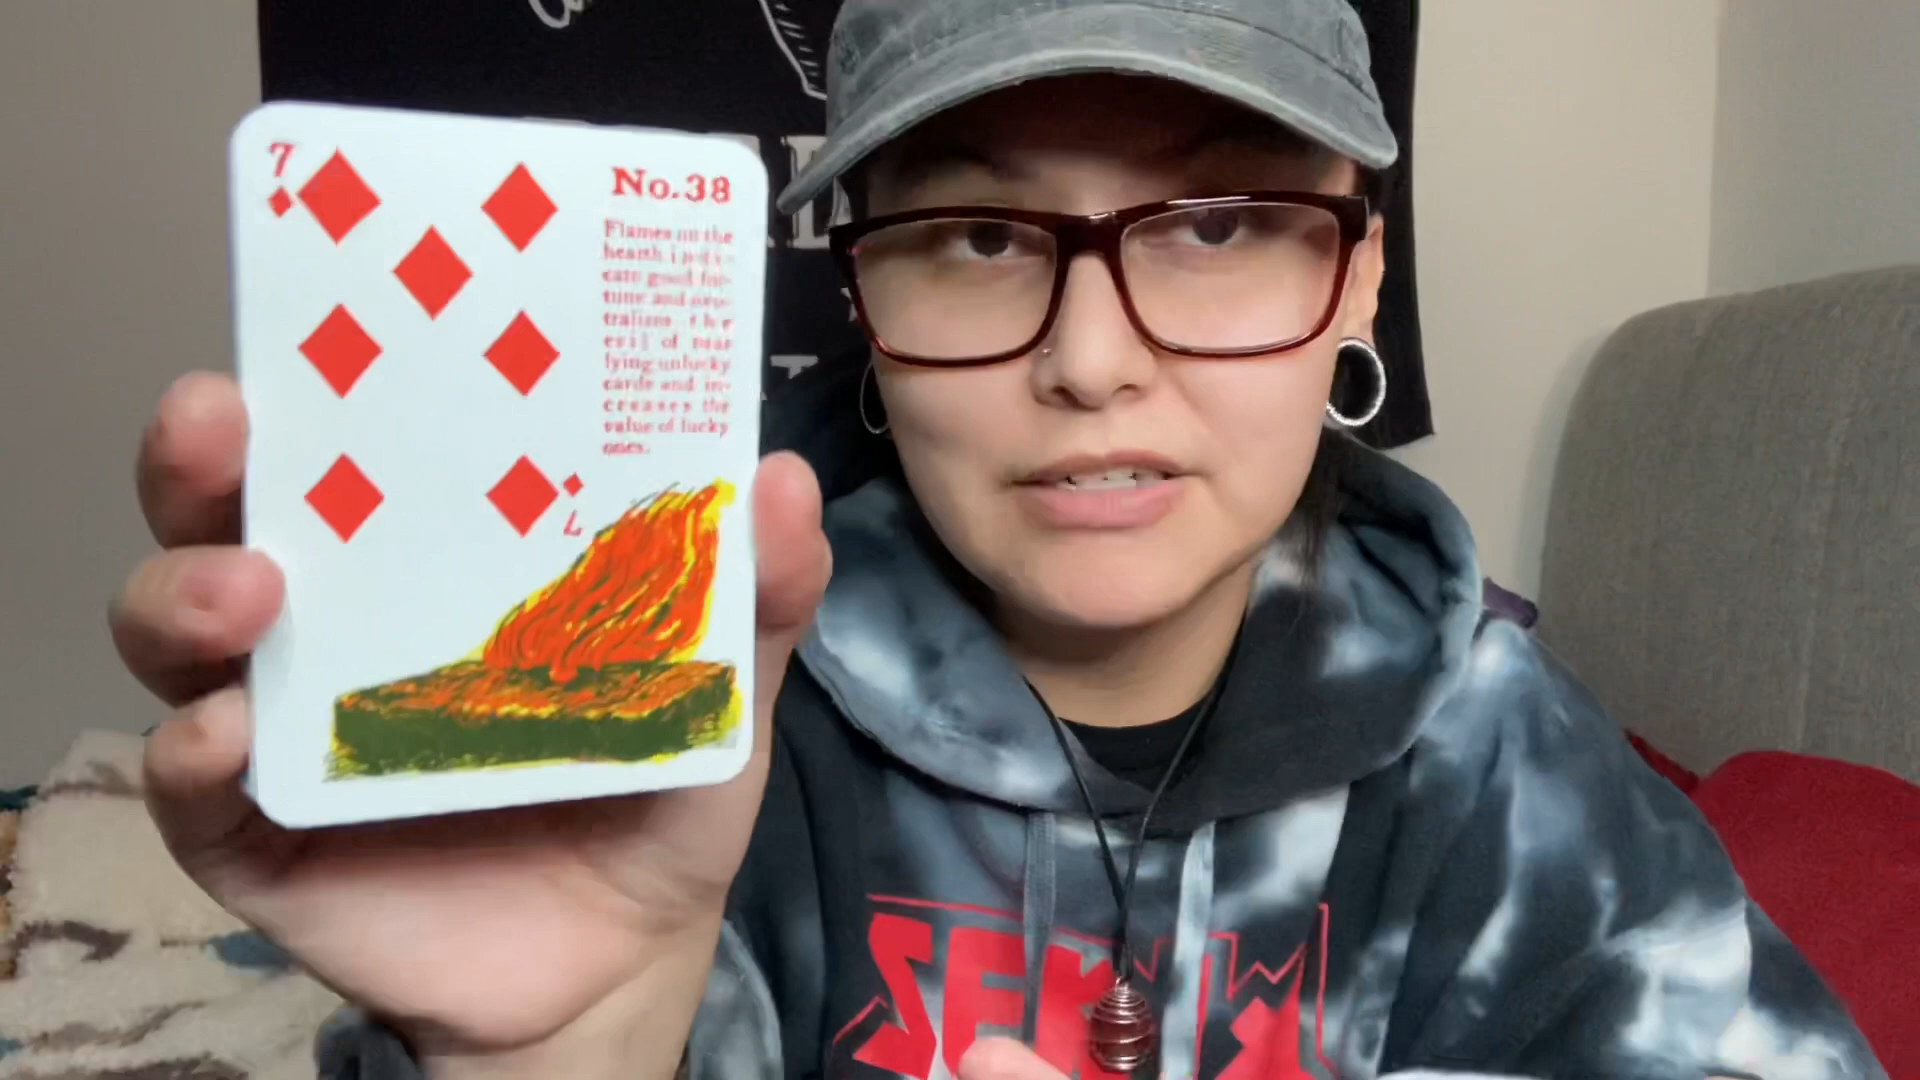 7
No.38
Flames on the
hearth indi-
cate good for-
tune and neu-
tralizes the
evil of near
lying unlucky
cards and in-
creases the
value of lucky
ones.
7